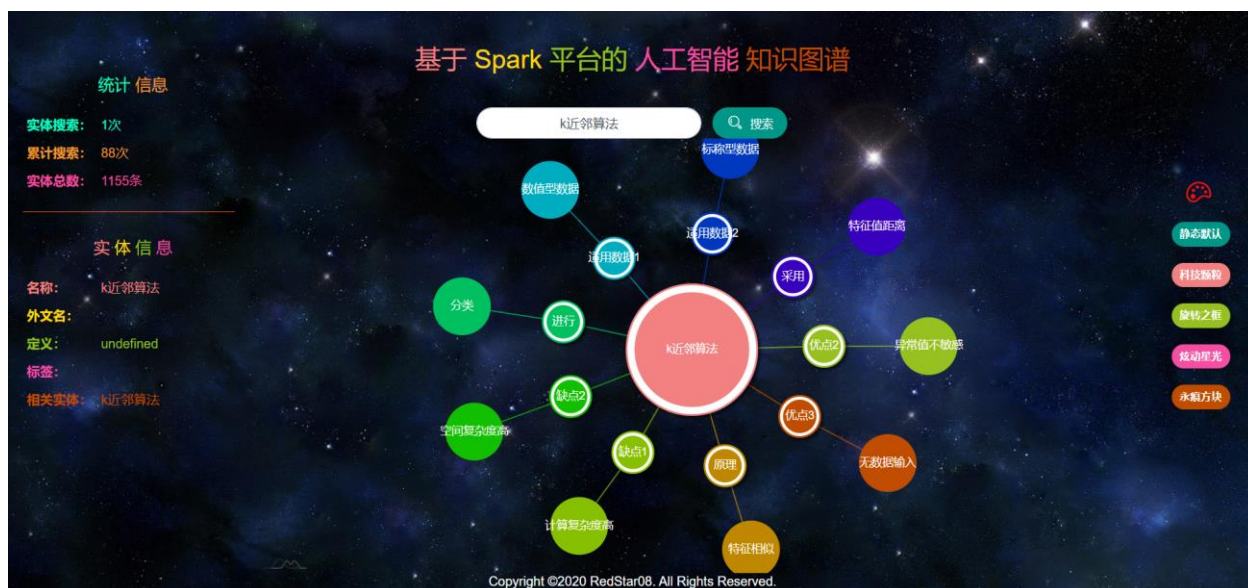 基于 Spark 平台的 人工智能 知识图谱
统计 信息
实体搜索： 1次
累计搜索： 88次
实体总数： 1155条
实 体 信 息
名称： k近邻算法
外文名：
定义： undefined
标签：
相关实体： k近邻算法
k近邻算法
搜索
标称型数据
数值型数据
适用数据2
特征值距离
适用数据1
采用
分类
进行
k近邻算法
优点2
异常值不敏感
缺点2
优点3
空间复杂度高
缺点1
原理
无数据输入
计算复杂度高
特征相似
静态默认
科技颗粒
旋转之框
炫动星光
永痕方块
Copyright ©2020 RedStar08. All Rights Reserved.